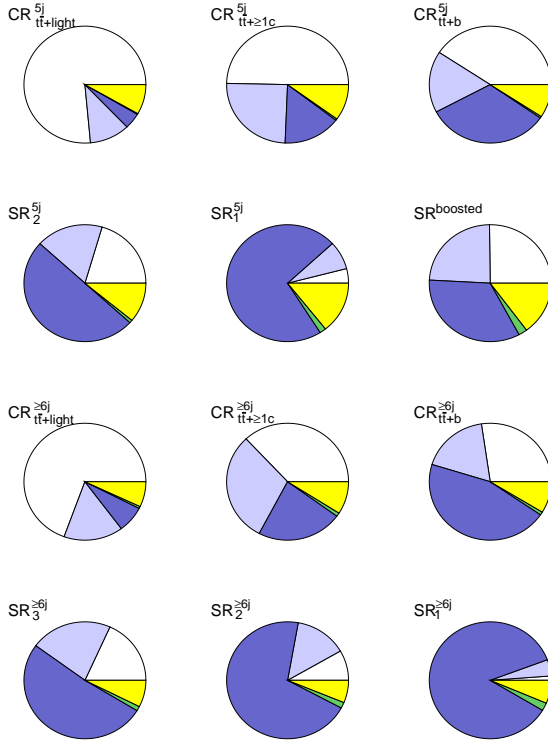 CR^{5j}_{tt̄+light} CR^{5j}_{tt̄+≥1c} CR^{5j}_{tt̄+b}
SR^{5j}_{2} SR^{5j}_{1} SR^{boosted}
CR^{≥6j}_{tt̄+light} CR^{≥6j}_{tt̄+≥1c} CR^{≥6j}_{tt̄+b}
SR^{≥6j}_{3} SR^{≥6j}_{2} SR^{≥6j}_{1}